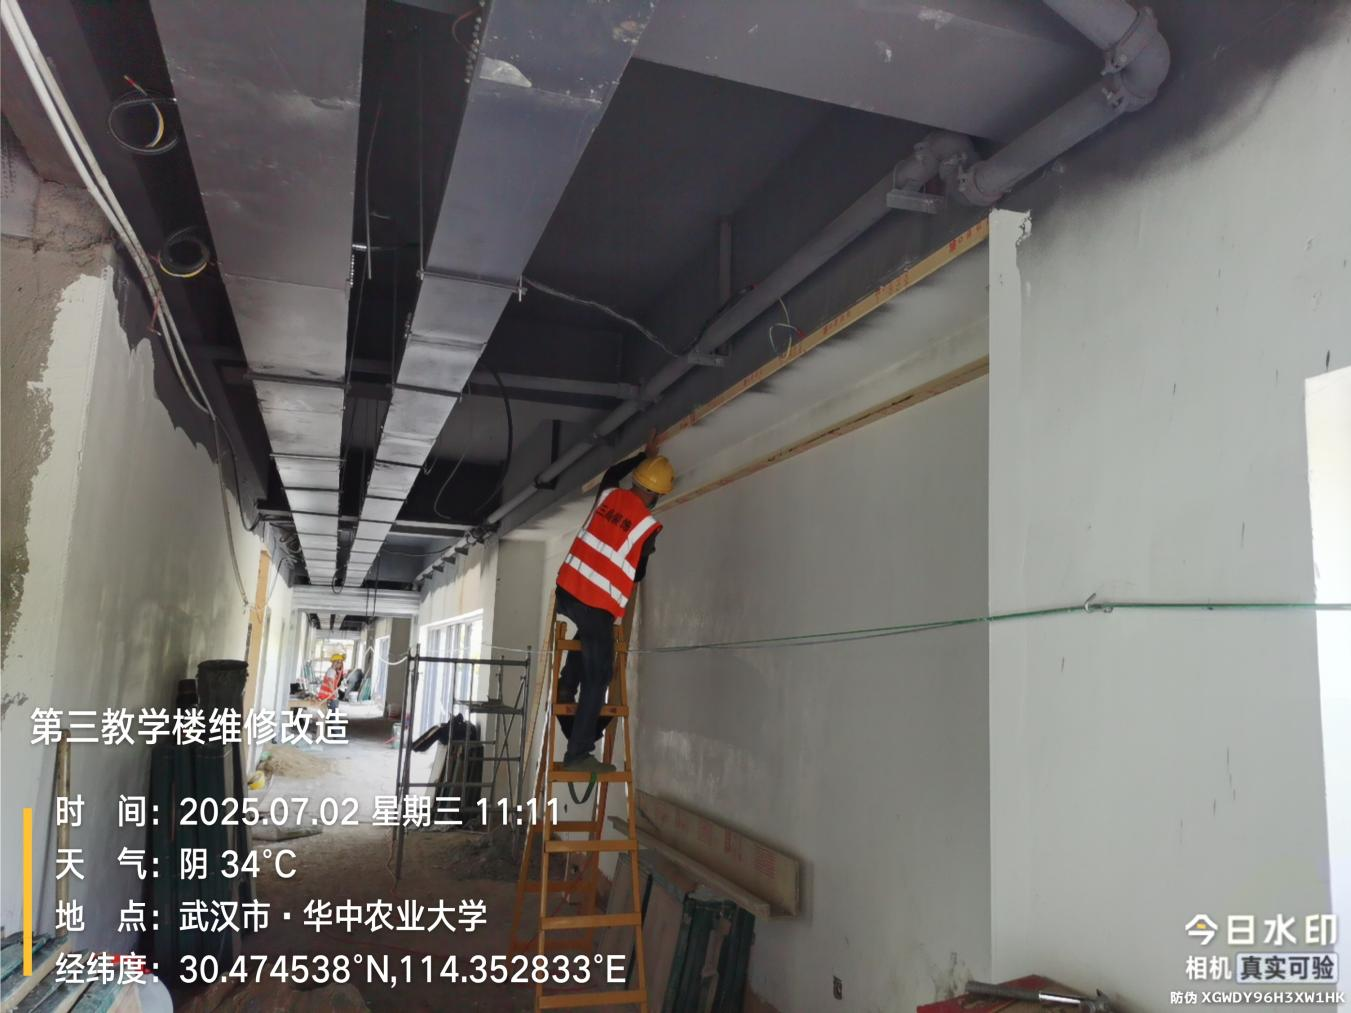 第三教学楼维修改造
时 间：2025.07.02 星期三 11:11
天 气：阴 34°C
地 点：武汉市·华中农业大学
经纬度：30.474538°N,114.352833°E
今日水印
相机 真实可验
防伪 XGWDY96H3XW1HK